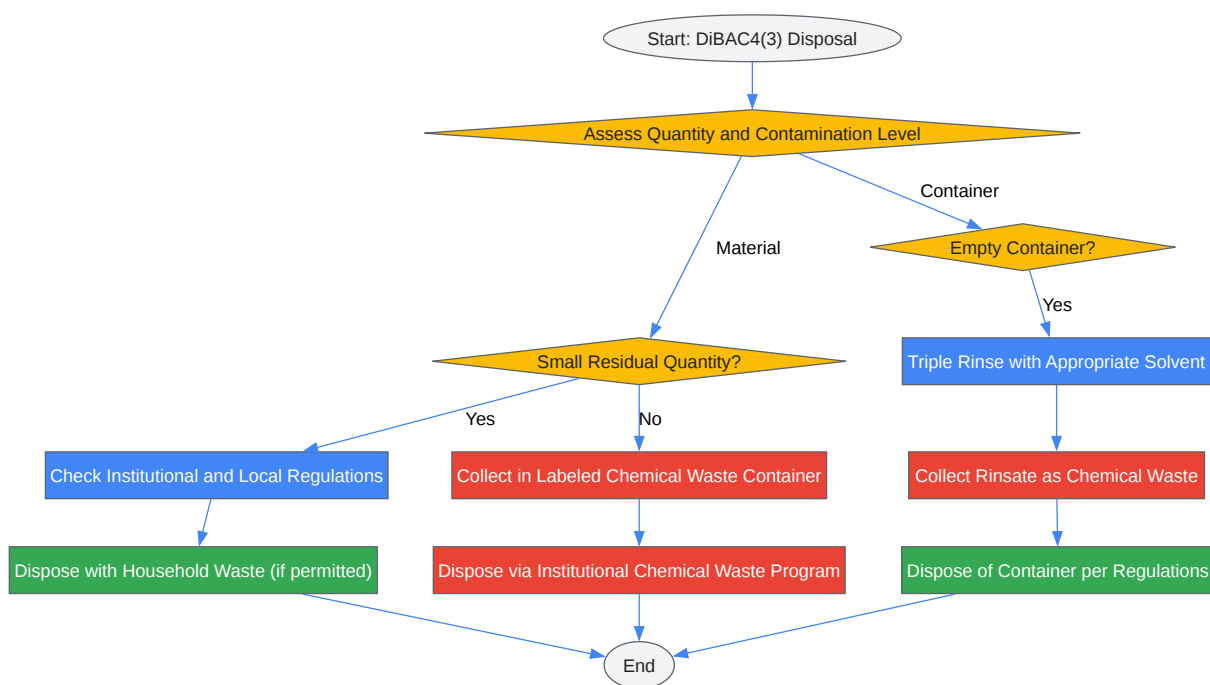 Start: DiBAC4(3) Disposal
Assess Quantity and Contamination Level
Container
Material
Empty Container?
Yes
Small Residual Quantity?
Triple Rinse with Appropriate Solvent
Yes
No
Check Institutional and Local Regulations
Collect in Labeled Chemical Waste Container
Collect Rinsate as Chemical Waste
Dispose with Household Waste (if permitted)
Dispose via Institutional Chemical Waste Program
Dispose of Container per Regulations
End